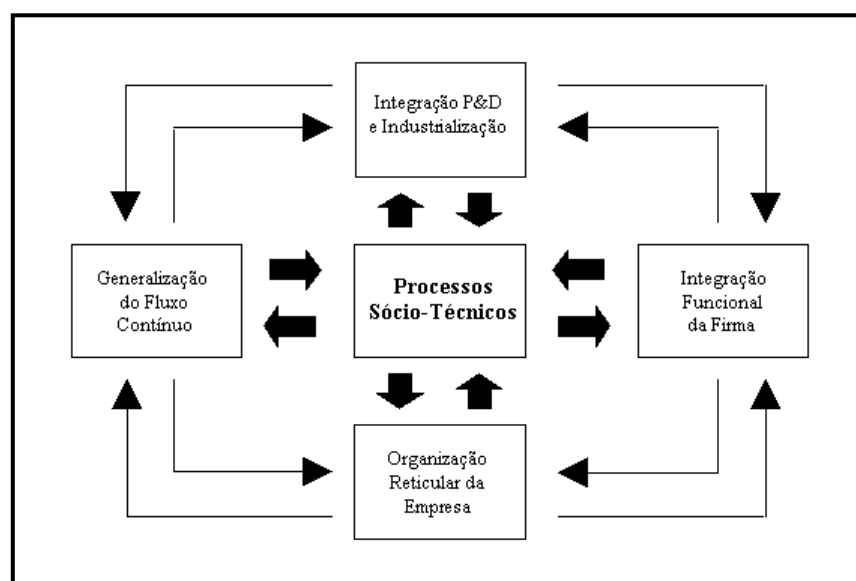 Integração P&D
e Industrialização
Generalização
do Fluxo
Contínuo
Processos
Sócio-Técnicos
Integração
Funcional
da Firma
Organização
Reticular da
Empresa